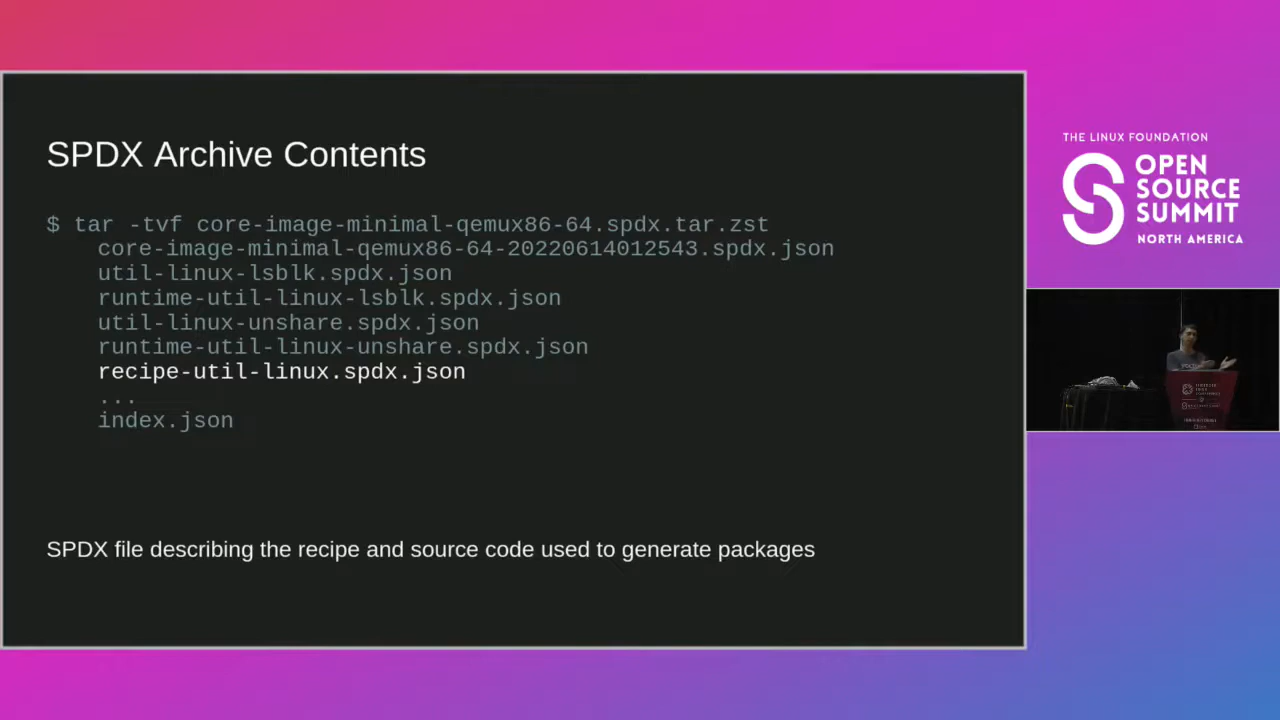 SPDX Archive Contents
$ tar -tvf core-image-minimal-qemux86-64.spdx.tar.zst
core-image-minimal-qemux86-64-20220614012543.spdx.json
util-linux-lsblk.spdx.json
runtime-util-linux-lsblk.spdx.json
util-linux-unshare.spdx.json
runtime-util-linux-unshare.spdx.json
recipe-util-linux.spdx.json
...
index.json
SPDX file describing the recipe and source code used to generate packages
THE LINUX FOUNDATION
OPEN
SOURCE
SUMMIT
NORTH AMERICA